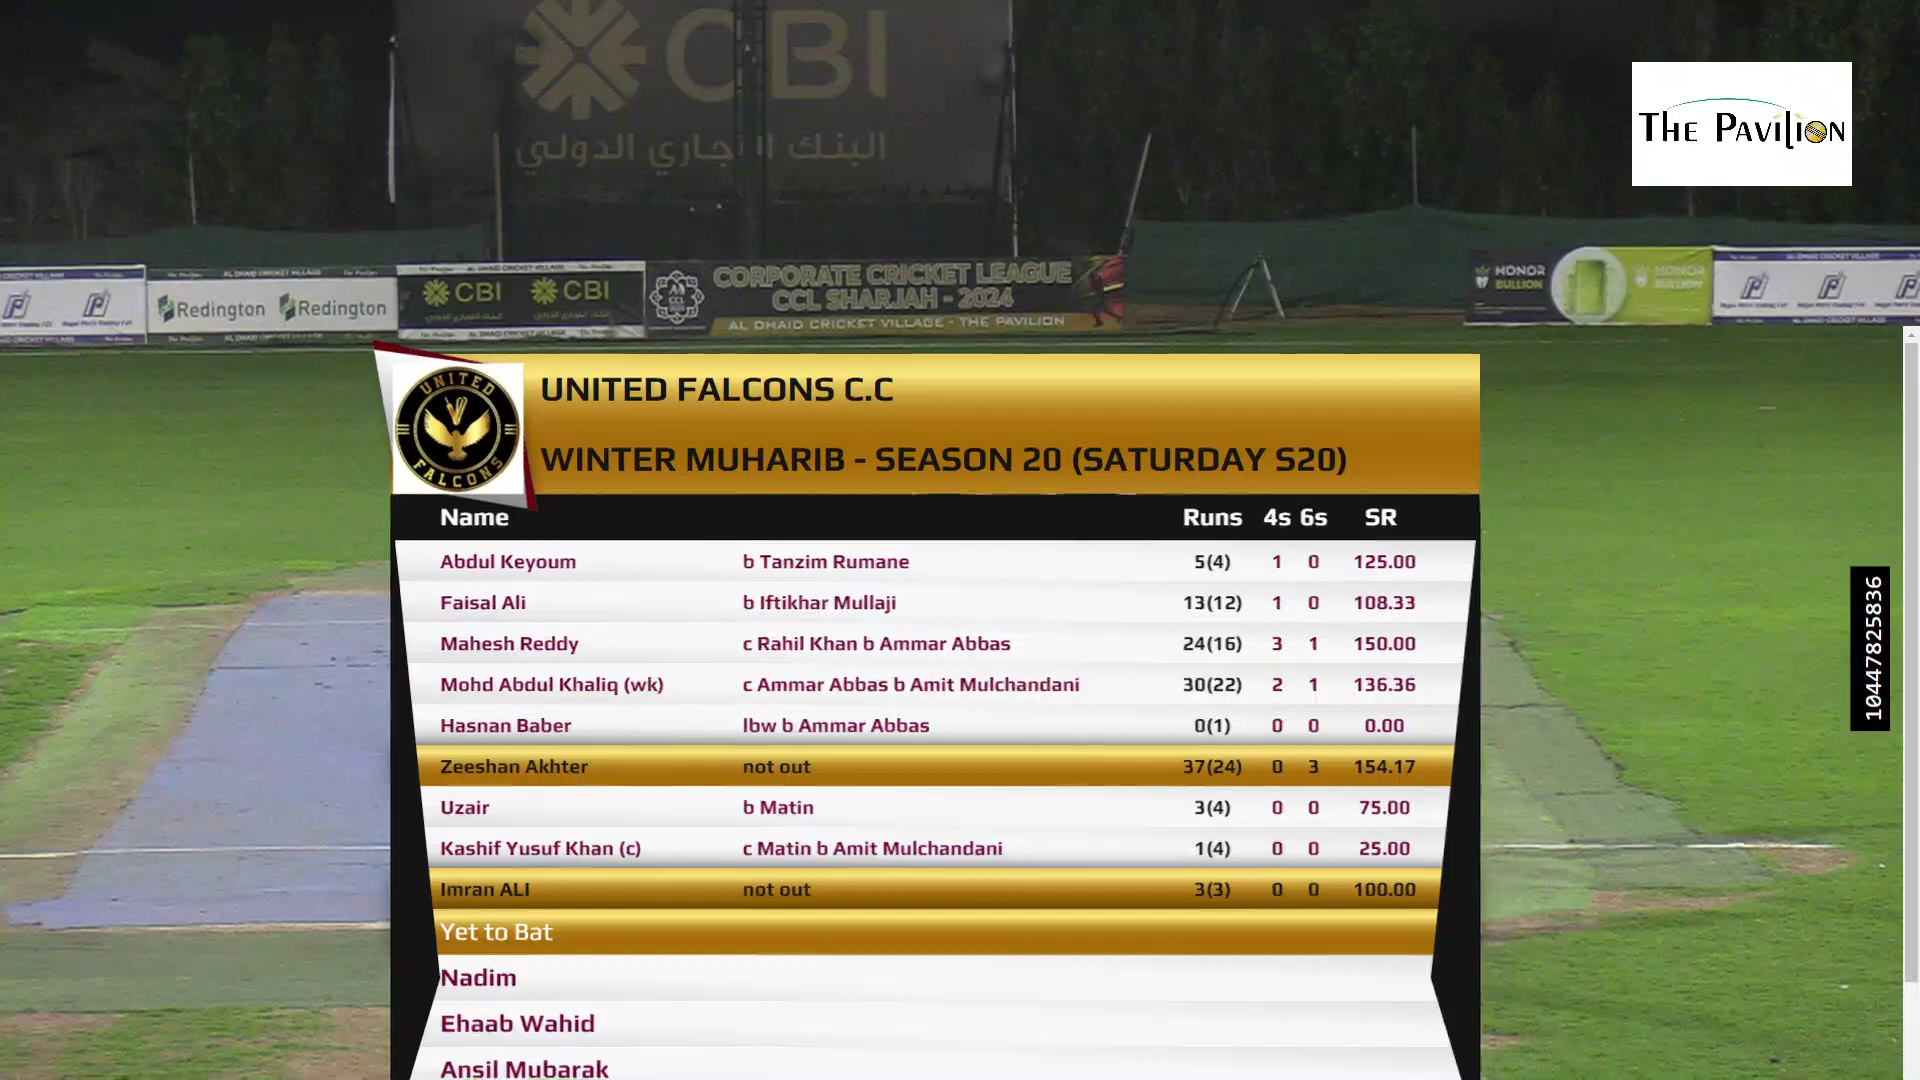 CBI
البنك التجاري الدولي
THE PAVILION
Redington
Redington
CBI
CBI
CORPORATE CRICKET LEAGUE
CCL SHARJAH - 2024
AL DHAID CRICKET VILLAGE - THE PAVILION
HONOR
BULLION
HONOR
BULLION
UNITED
FALCONS
UNITED FALCONS C.C
WINTER MUHARIB - SEASON 20 (SATURDAY S20)
Name Runs 4s 6s SR
Abdul Keyoum b Tanzim Rumane 5(4) 1 0 125.00
Faisal Ali b Iftikhar Mullaji 13(12) 1 0 108.33
Mahesh Reddy c Rahil Khan b Ammar Abbas 24(16) 3 1 150.00
Mohd Abdul Khaliq (wk) c Ammar Abbas b Amit Mulchandani 30(22) 2 1 136.36
Hasnan Baber lbw b Ammar Abbas 0(1) 0 0 0.00
Zeeshan Akhter not out 37(24) 0 3 154.17
Uzair b Matin 3(4) 0 0 75.00
Kashif Yusuf Khan (c) c Matin b Amit Mulchandani 1(4) 0 0 25.00
Imran ALI not out 3(3) 0 0 100.00
Yet to Bat
Nadim
Ehaab Wahid
Ansil Mubarak
10447825836